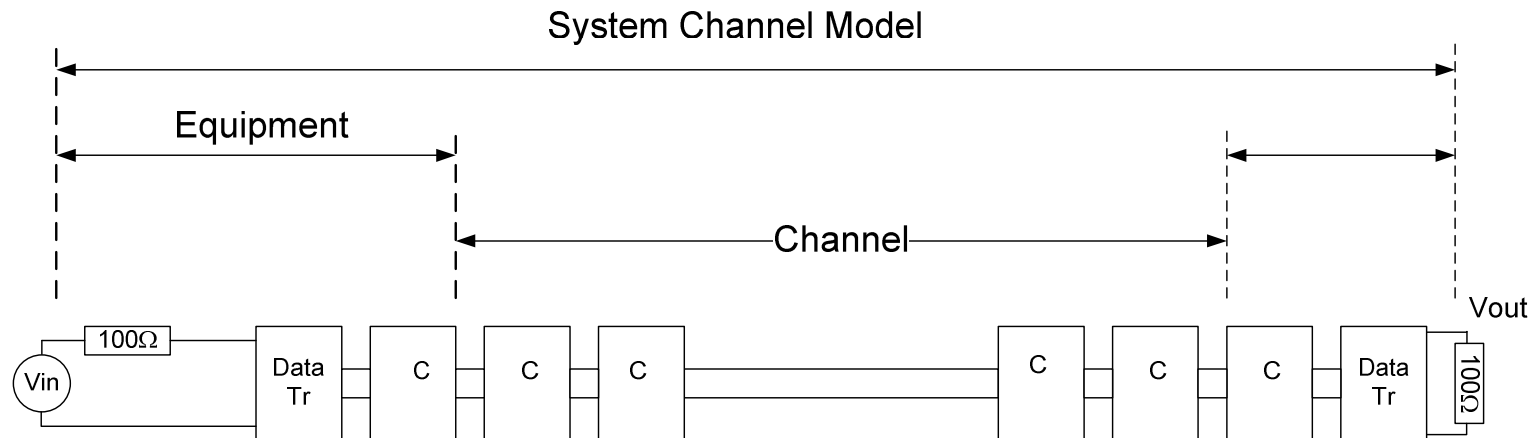 System Channel Model
Equipment
Channel
Vout
100Ω
Vin
Data
Tr
C
C
C
C
C
C
Data
Tr
100Ω